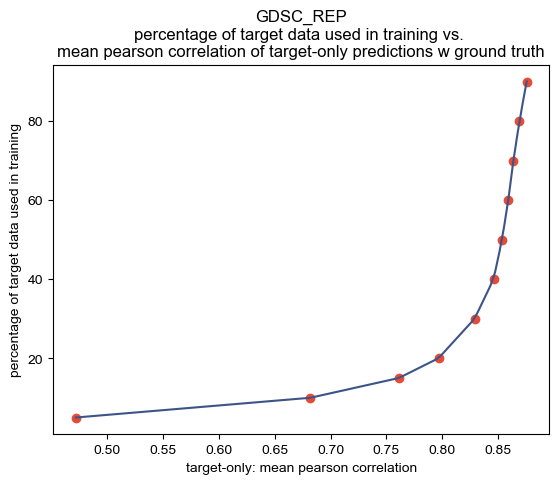 GDSC_REP
percentage of target data used in training vs.
mean pearson correlation of target-only predictions w ground truth
percentage of target data used in training
80
60
40
20
0.50 0.55 0.60 0.65 0.70 0.75 0.80 0.85
target-only: mean pearson correlation